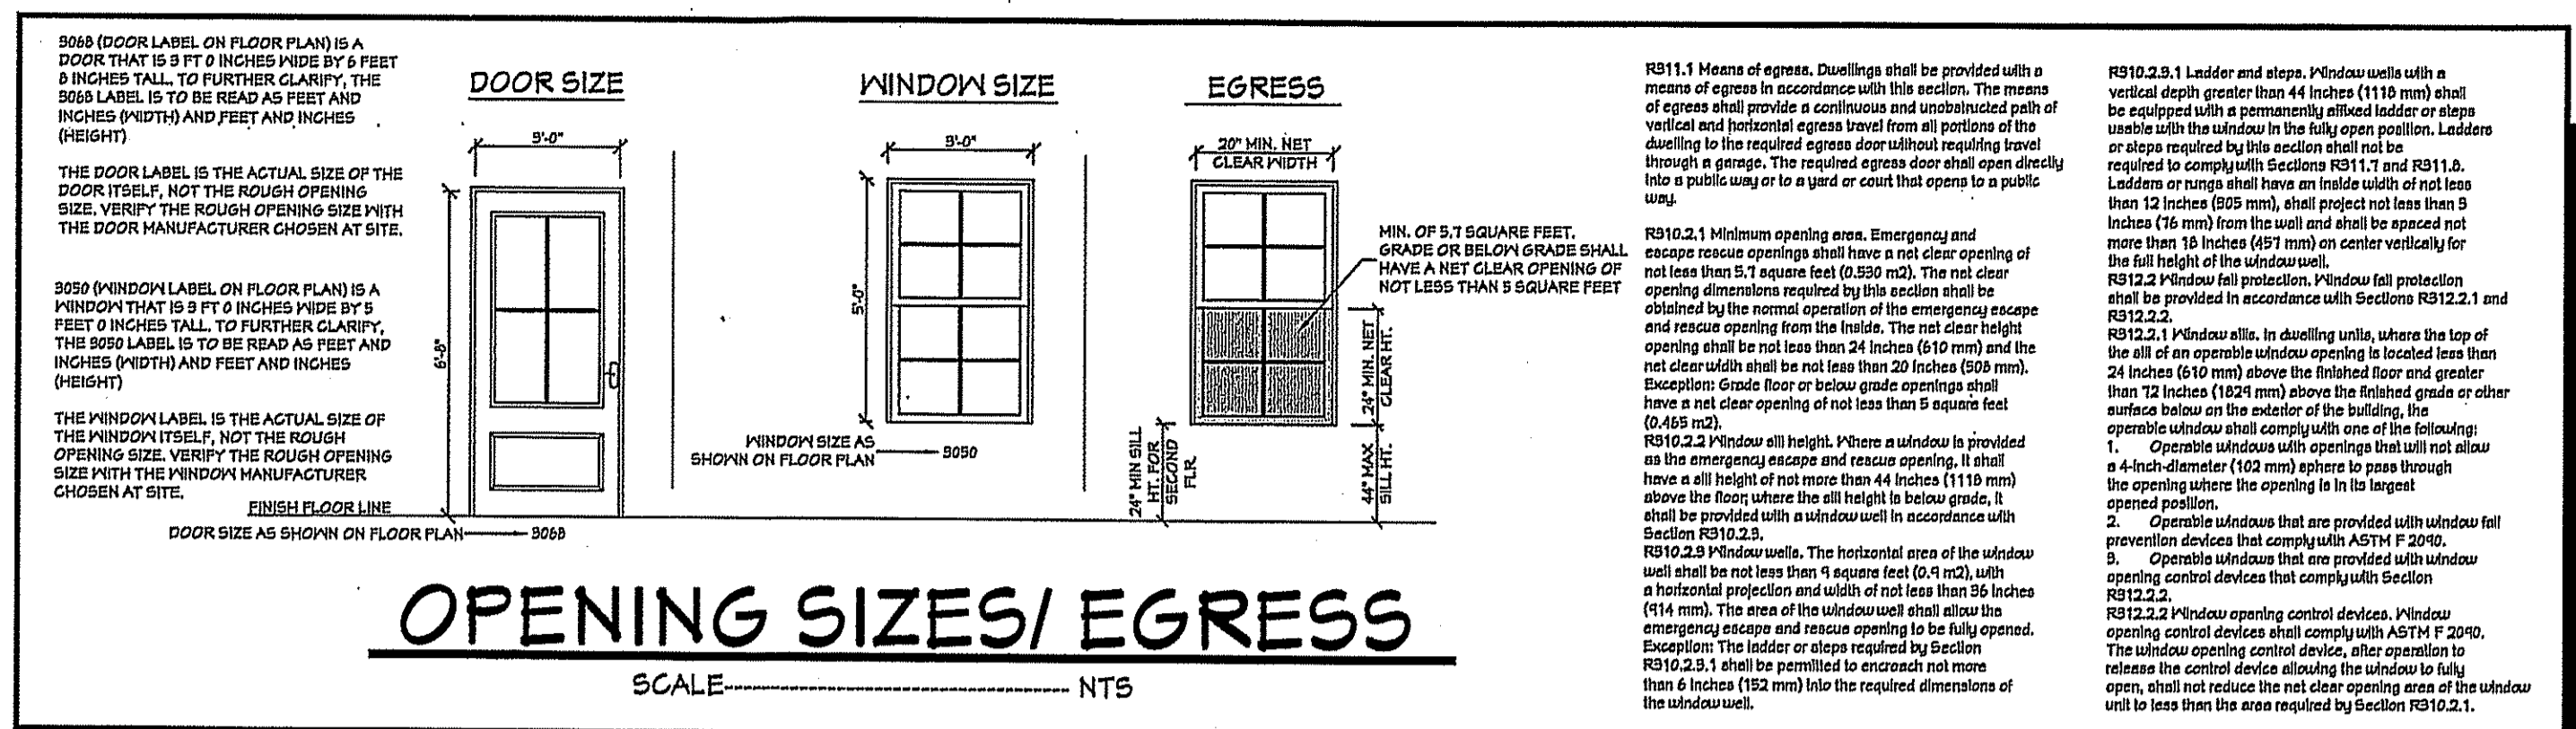 3068 (DOOR LABEL ON FLOOR PLAN) IS A
DOOR THAT IS 3 FT 0 INCHES WIDE BY 6 FEET
8 INCHES TALL. TO FURTHER CLARIFY, THE
3068 LABEL IS TO BE READ AS FEET AND
INCHES (WIDTH) AND FEET AND INCHES
(HEIGHT)
THE DOOR LABEL IS THE ACTUAL SIZE OF THE
DOOR ITSELF, NOT THE ROUGH OPENING
SIZE. VERIFY THE ROUGH OPENING SIZE WITH
THE DOOR MANUFACTURER CHOSEN AT SITE.
3050 (WINDOW LABEL ON FLOOR PLAN) IS A
WINDOW THAT IS 3 FT 0 INCHES WIDE BY 5
FEET 0 INCHES TALL. TO FURTHER CLARIFY,
THE 3050 LABEL IS TO BE READ AS FEET AND
INCHES (WIDTH) AND FEET AND INCHES
(HEIGHT)
THE WINDOW LABEL IS THE ACTUAL SIZE OF
THE WINDOW ITSELF, NOT THE ROUGH
OPENING SIZE. VERIFY THE ROUGH OPENING
SIZE WITH THE WINDOW MANUFACTURER
CHOSEN AT SITE.
FINISH FLOOR LINE
DOOR SIZE AS SHOWN ON FLOOR PLAN 3068
DOOR SIZE
3'-0"
6'-8"
WINDOW SIZE
3'-0"
5'-0"
WINDOW SIZE AS
SHOWN ON FLOOR PLAN 3050
EGRESS
20" MIN. NET
CLEAR WIDTH
MIN. OF 5.7 SQUARE FEET.
GRADE OR BELOW GRADE SHALL
HAVE A NET CLEAR OPENING OF
NOT LESS THAN 5 SQUARE FEET
24" MIN. NET
CLEAR HT.
24" MIN SILL
HT. FOR
SECOND
FLR
44" MAX
SILL HT.
OPENING SIZES/ EGRESS
SCALE------------------------------------ NTS
R311.1 Means of egress. Dwellings shall be provided with a
means of egress in accordance with this section. The means
of egress shall provide a continuous and unobstructed path of
vertical and horizontal egress travel from all portions of the
dwelling to the required egress door without requiring travel
through a garage. The required egress door shall open directly
into a public way or to a yard or court that opens to a public
way.
R310.2.1 Minimum opening area. Emergency and
escape rescue openings shall have a net clear opening of
not less than 5.7 square feet (0.530 m2). The net clear
opening dimensions required by this section shall be
obtained by the normal operation of the emergency escape
and rescue opening from the inside. The net clear height
opening shall be not less than 24 inches (610 mm) and the
net clear width shall be not less than 20 inches (508 mm).
Exception: Grade floor or below grade openings shall
have a net clear opening of not less than 5 square feet
(0.465 m2).
R310.2.2 Window sill height. Where a window is provided
as the emergency escape and rescue opening, it shall
have a sill height of not more than 44 inches (1118 mm)
above the floor; where the sill height is below grade, it
shall be provided with a window well in accordance with
Section R310.2.3.
R310.2.3 Window wells. The horizontal area of the window
well shall be not less than 9 square feet (0.9 m2), with
a horizontal projection and width of not less than 36 inches
(914 mm). The area of the window well shall allow the
emergency escape and rescue opening to be fully opened.
Exception: The ladder or steps required by Section
R310.2.3.1 shall be permitted to encroach not more
than 6 inches (152 mm) into the required dimensions of
the window well.
R310.2.3.1 Ladder and steps. Window wells with a
vertical depth greater than 44 inches (1118 mm) shall
be equipped with a permanently affixed ladder or steps
usable with the window in the fully open position. Ladders
or steps required by this section shall not be
required to comply with Sections R311.7 and R311.8.
Ladders or rungs shall have an inside width of not less
than 12 inches (305 mm), shall project not less than 3
inches (76 mm) from the wall and shall be spaced not
more than 18 inches (457 mm) on center vertically for
the full height of the window well.
R312.2 Window fall protection. Window fall protection
shall be provided in accordance with Sections R312.2.1 and
R312.2.2.
R312.2.1 Window sills. In dwelling units, where the top of
the sill of an operable window opening is located less than
24 inches (610 mm) above the finished floor and greater
than 72 inches (1829 mm) above the finished grade or other
surface below on the exterior of the building, the
operable window shall comply with one of the following:
1. Operable windows with openings that will not allow
a 4-inch-diameter (102 mm) sphere to pass through
the opening where the opening is in its largest
opened position.
2. Operable windows that are provided with window fall
prevention devices that comply with ASTM F 2090.
3. Operable windows that are provided with window
opening control devices that comply with Section
R312.2.2.
R312.2.2 Window opening control devices. Window
opening control devices shall comply with ASTM F 2090.
The window opening control device, after operation to
release the control device allowing the window to fully
open, shall not reduce the net clear opening area of the window
unit to less than the area required by Section R310.2.1.